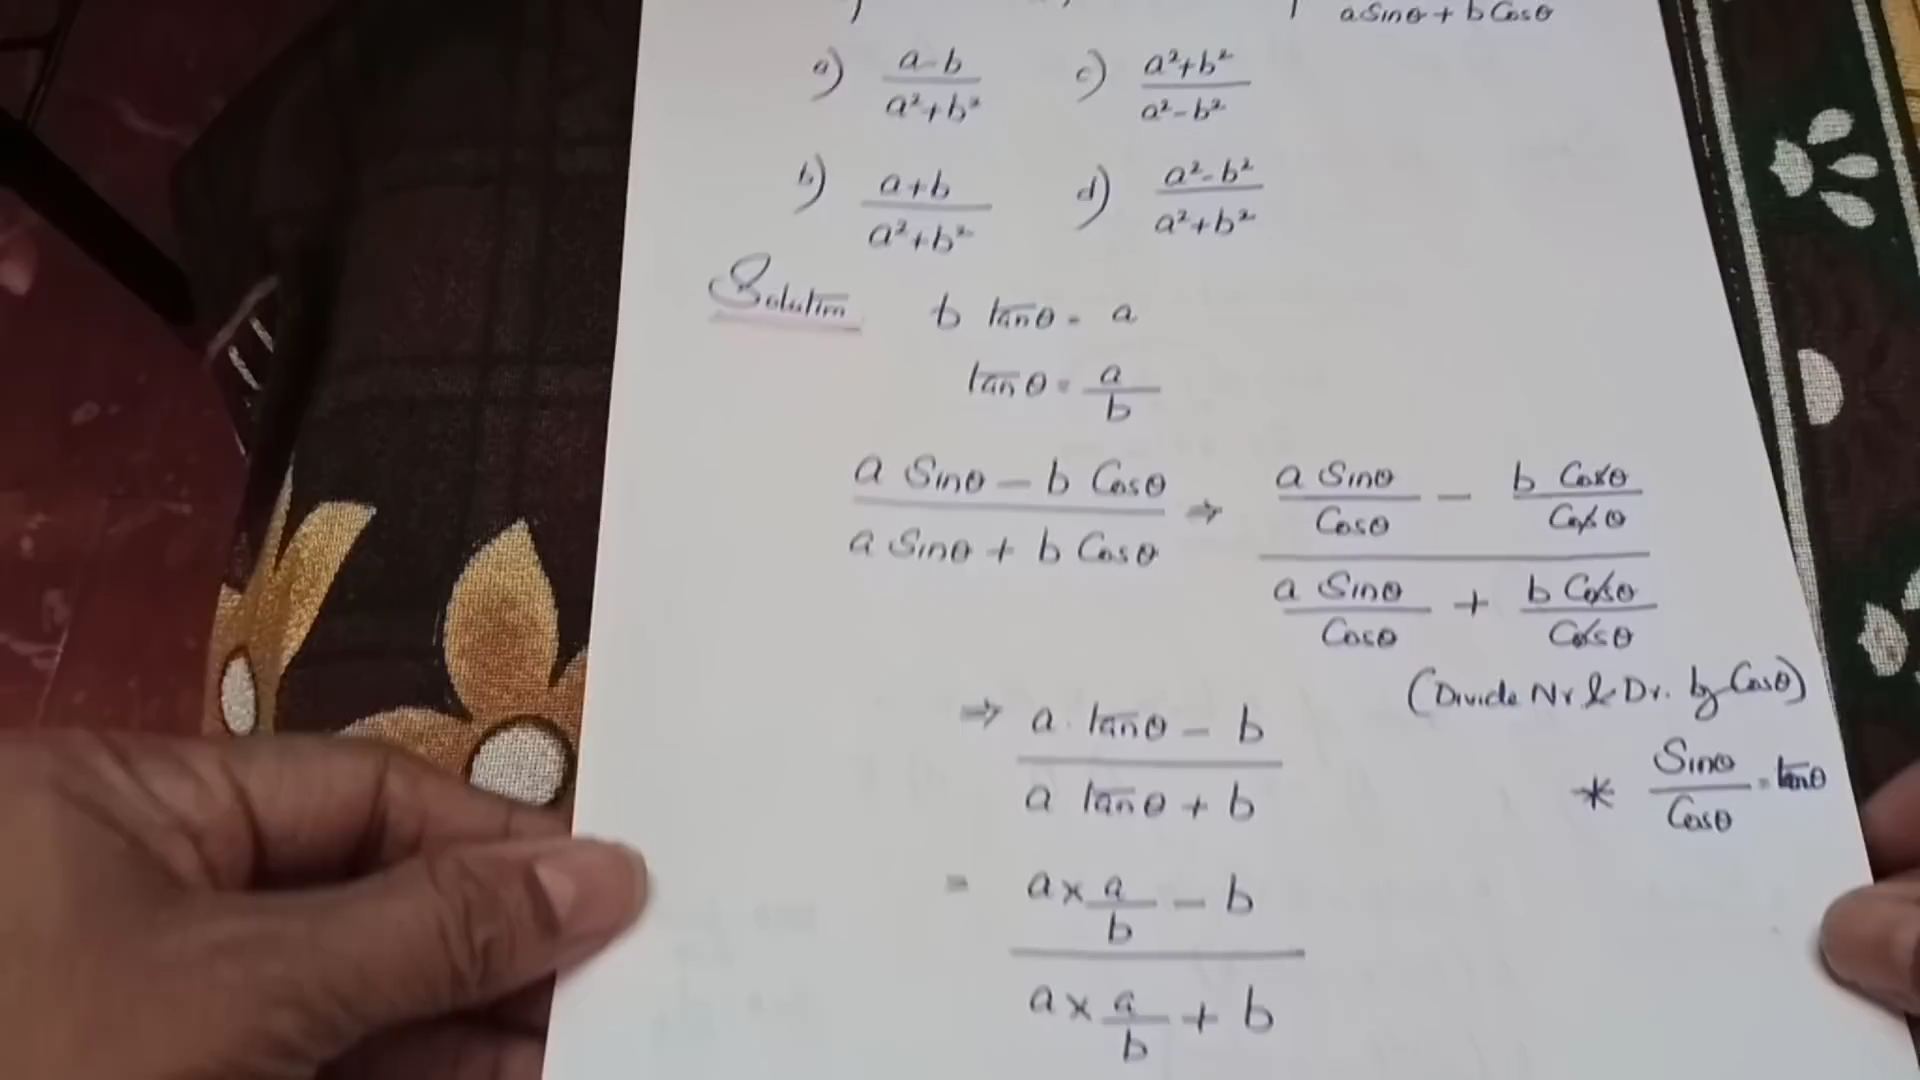 a Sinθ + b Cosθ
a) (a-b)/(a²+b²) c) (a²+b²)/(a²-b²)
b) (a+b)/(a²+b²) d) (a²-b²)/(a²+b²)
Solution b tanθ = a
tanθ = a/b
(a Sinθ - b Cosθ)/(a Sinθ + b Cosθ) ⇒ (a Sinθ/Cosθ - b Cosθ/Cosθ)/(a Sinθ/Cosθ + b Cosθ/Cosθ)
(Divide Nr & Dr. by Cosθ)
⇒ (a · tanθ - b)/(a tanθ + b)
* Sinθ/Cosθ = tanθ
= (a × a/b - b)/(a × a/b + b)